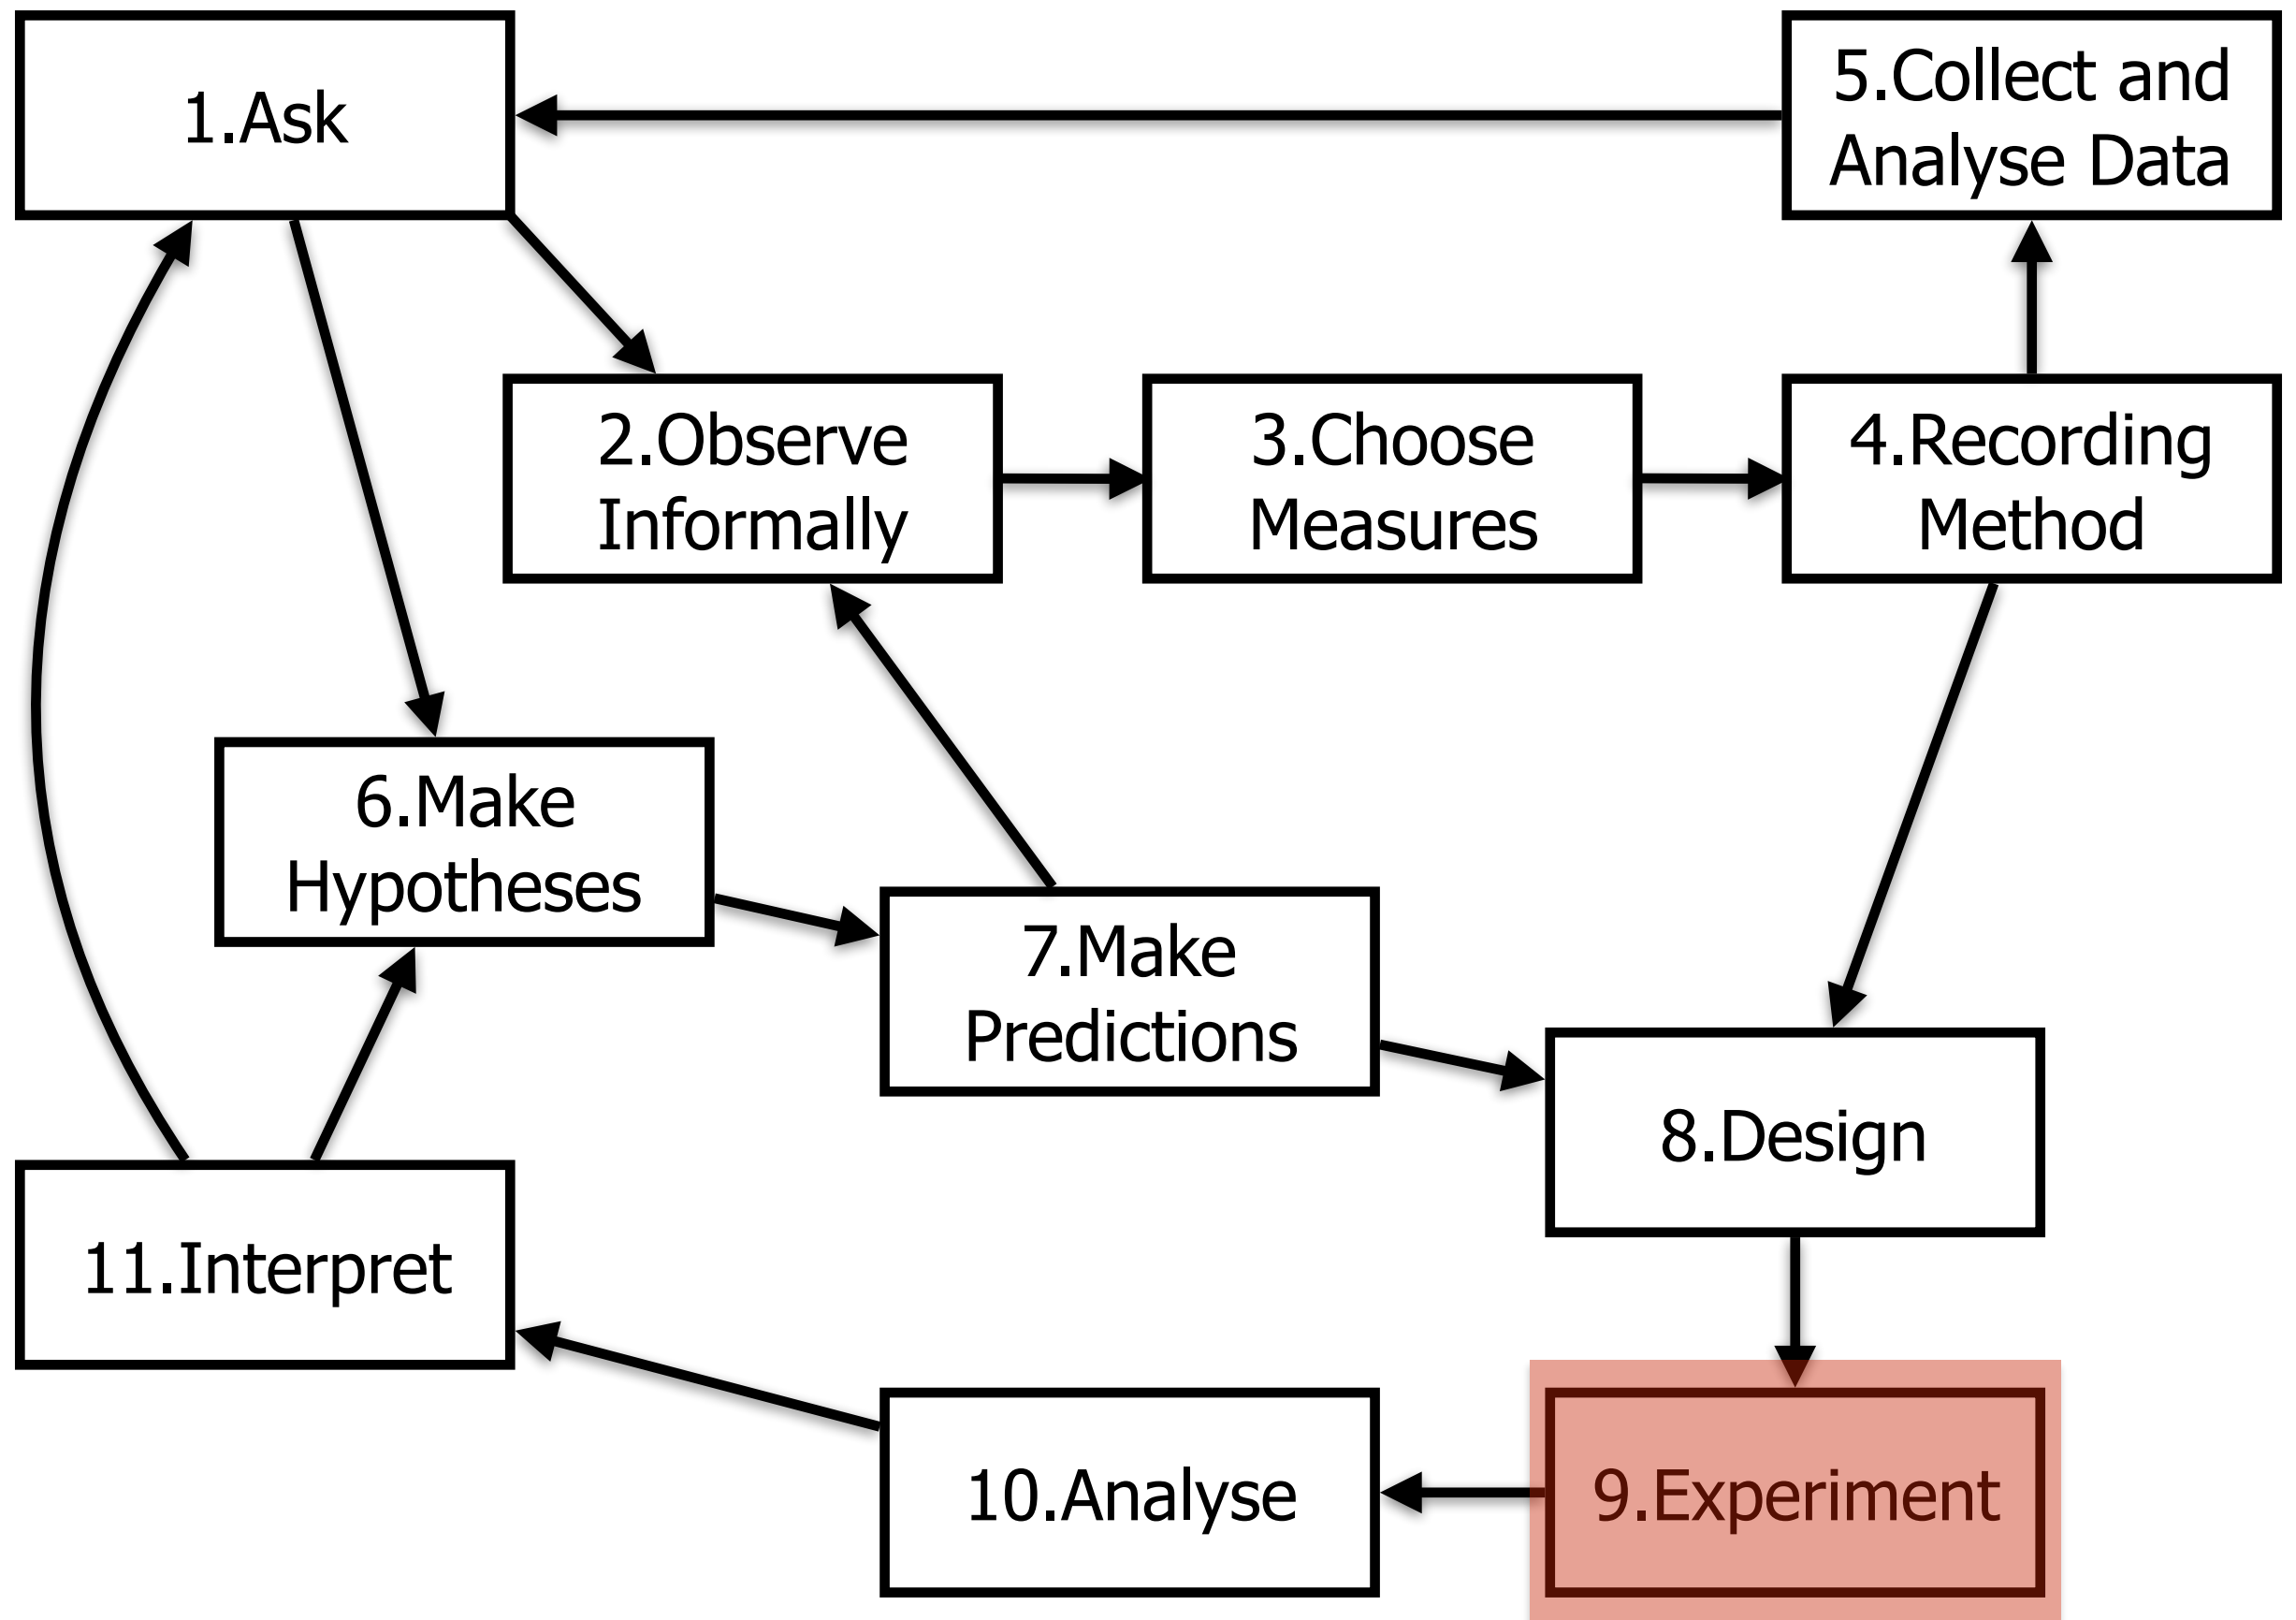 1.Ask
5.Collect and
Analyse Data
2.Observe
Informally
3.Choose
Measures
4.Recording
Method
6.Make
Hypotheses
7.Make
Predictions
8.Design
11.Interpret
10.Analyse
9.Experiment